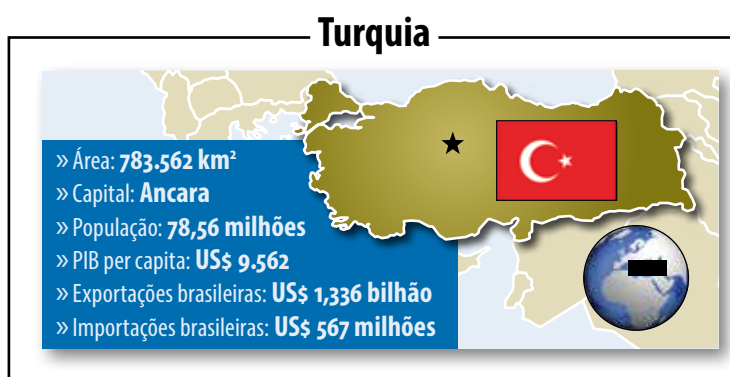 Turquia
» Área: 783.562 km²
» Capital: Ancara
» População: 78,56 milhões
» PIB per capita: US$ 9.562
» Exportações brasileiras: US$ 1,336 bilhão
» Importações brasileiras: US$ 567 milhões